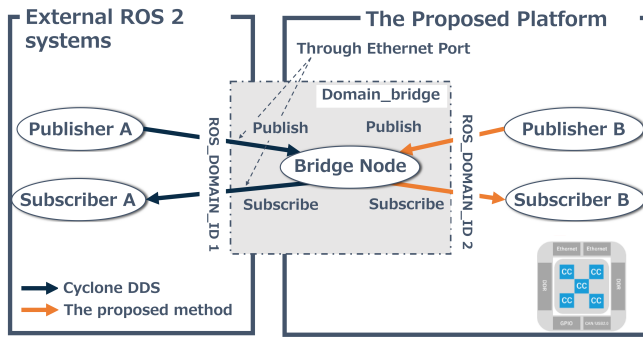 External ROS 2
systems
The Proposed Platform
Through Ethernet Port
Domain_bridge
Publisher A
Publish
Publish
Publisher B
Bridge Node
Subscriber A
Subscribe
Subscribe
Subscriber B
ROS_DOMAIN_ID 1
ROS_DOMAIN_ID 2
Cyclone DDS
The proposed method
Ethernet
Ethernet
DDR
CC
CC
CC
CC
CC
DDR
GPIO